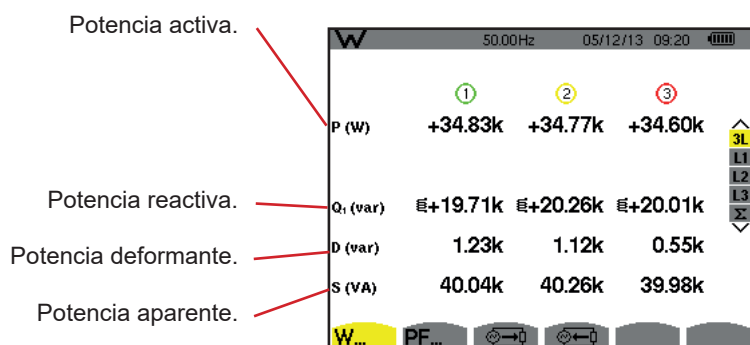 Potencia activa.
W 50.00Hz 05/12/13 09:20
1 2 3
P (W) +34.83k +34.77k +34.60k
3L
L1
L2
L3
Σ
Potencia reactiva.
Q₁ (var) +19.71k +20.26k +20.01k
Potencia deformante.
D (var) 1.23k 1.12k 0.55k
S (VA) 40.04k 40.26k 39.98k
Potencia aparente.
W... PF...